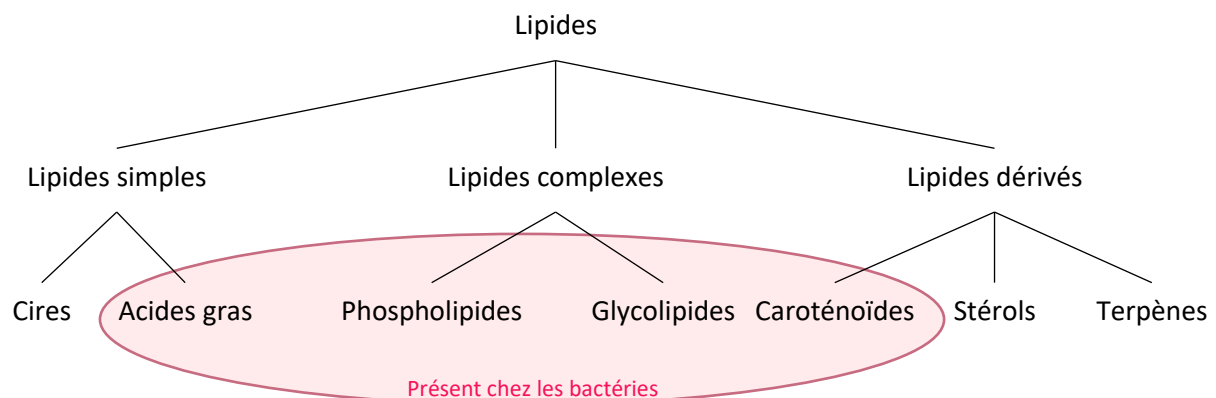 Lipides
Lipides simples
Lipides complexes
Lipides dérivés
Cires
Acides gras
Phospholipides
Glycolipides
Caroténoïdes
Stérols
Terpènes
Présent chez les bactéries